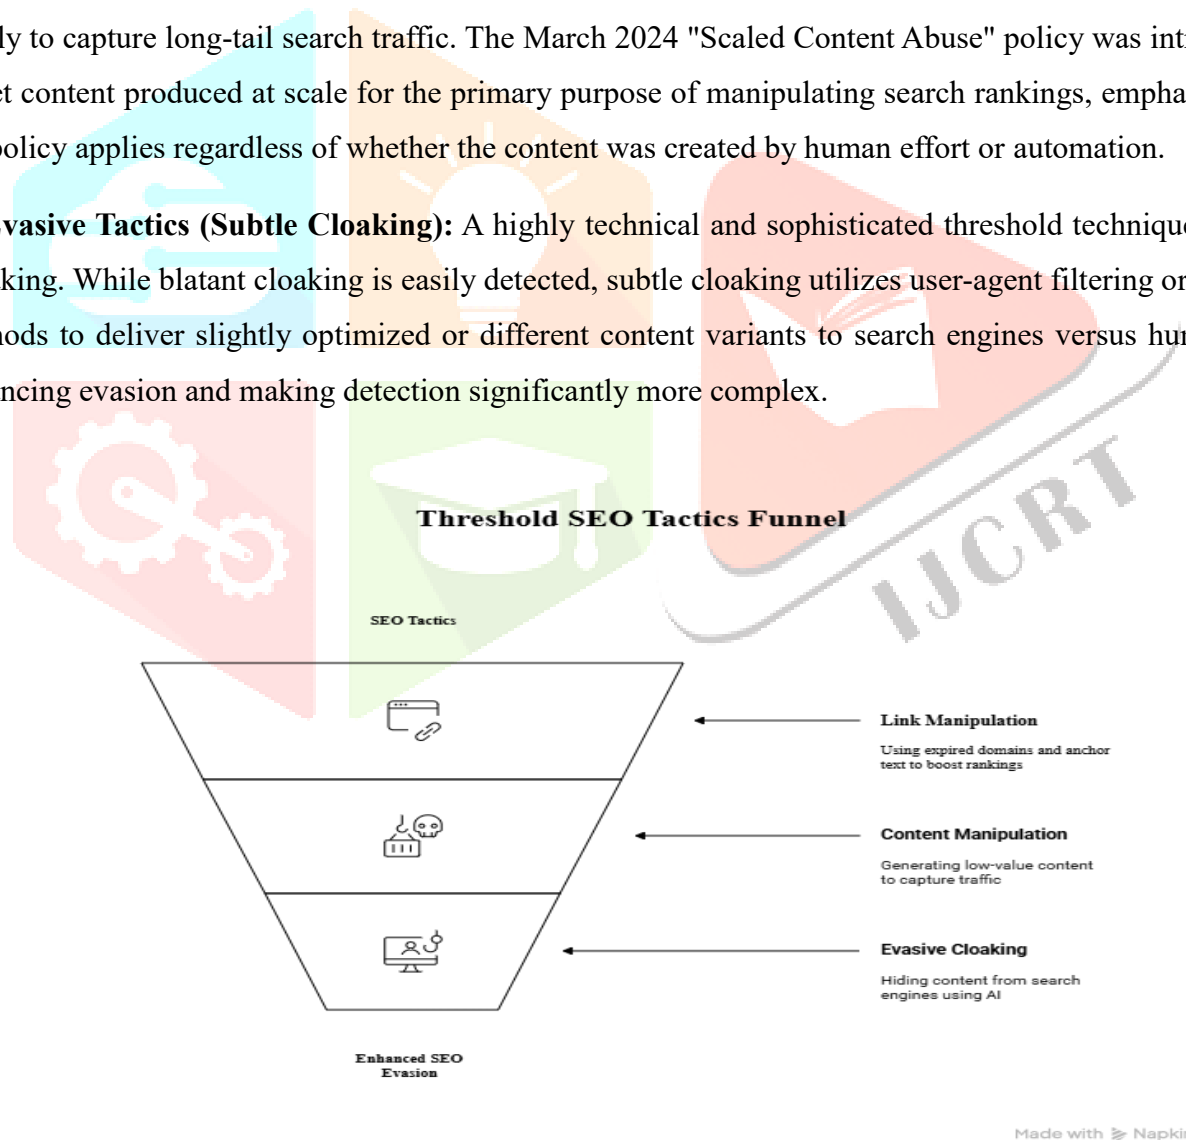 ly to capture long-tail search traffic. The March 2024 "Scaled Content Abuse" policy was int
et content produced at scale for the primary purpose of manipulating search rankings, empha
policy applies regardless of whether the content was created by human effort or automation.
vasive Tactics (Subtle Cloaking): A highly technical and sophisticated threshold technique
king. While blatant cloaking is easily detected, subtle cloaking utilizes user-agent filtering or
ods to deliver slightly optimized or different content variants to search engines versus hu
ncing evasion and making detection significantly more complex.
Threshold SEO Tactics Funnel
IJCRT
SEO Tactics
Link Manipulation
Using expired domains and anchor
text to boost rankings
Content Manipulation
Generating low-value content
to capture traffic
Evasive Cloaking
Hiding content from search
engines using AI
Enhanced SEO
Evasion
Made with Napki